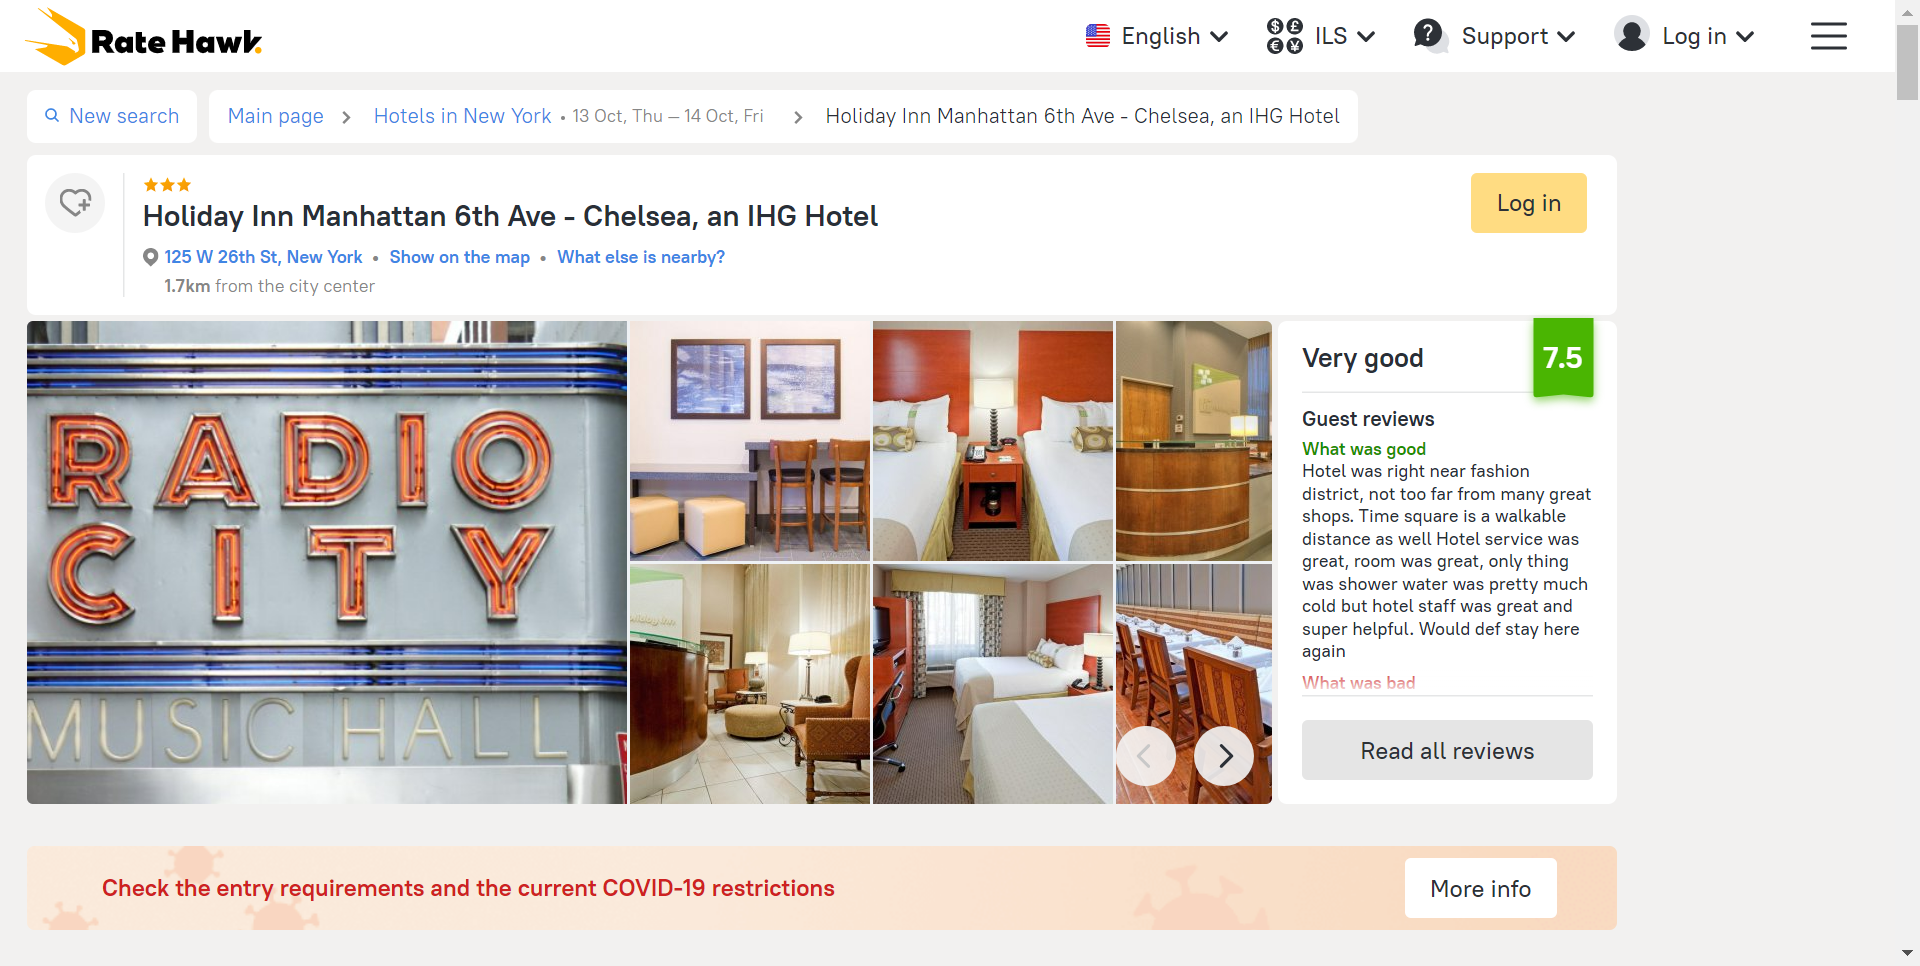 Rate Hawk.
English
ILS
Support
Log in
New search
Main page
Hotels in New York • 13 Oct, Thu — 14 Oct, Fri
Holiday Inn Manhattan 6th Ave - Chelsea, an IHG Hotel
Holiday Inn Manhattan 6th Ave - Chelsea, an IHG Hotel
125 W 26th St, New York • Show on the map • What else is nearby?
1.7km from the city center
Log in
RADIO
CITY
MUSIC HALL
Very good
7.5
Guest reviews
What was good
Hotel was right near fashion
district, not too far from many great
shops. Time square is a walkable
distance as well Hotel service was
great, room was great, only thing
was shower water was pretty much
cold but hotel staff was great and
super helpful. Would def stay here
again
What was bad
Read all reviews
Check the entry requirements and the current COVID-19 restrictions
More info